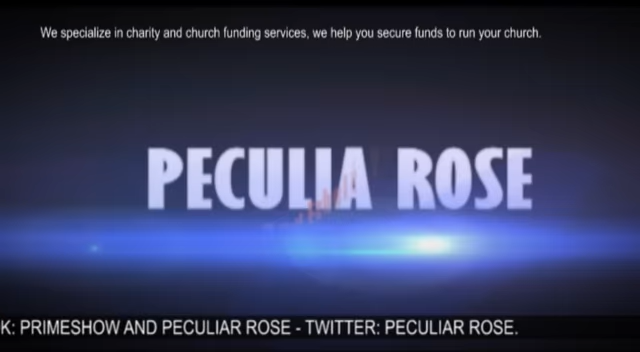 We specialize in charity and church funding services, we help you secure funds to run your church.
PECULIA ROSE
K: PRIMESHOW AND PECULIAR ROSE - TWITTER: PECULIAR ROSE.